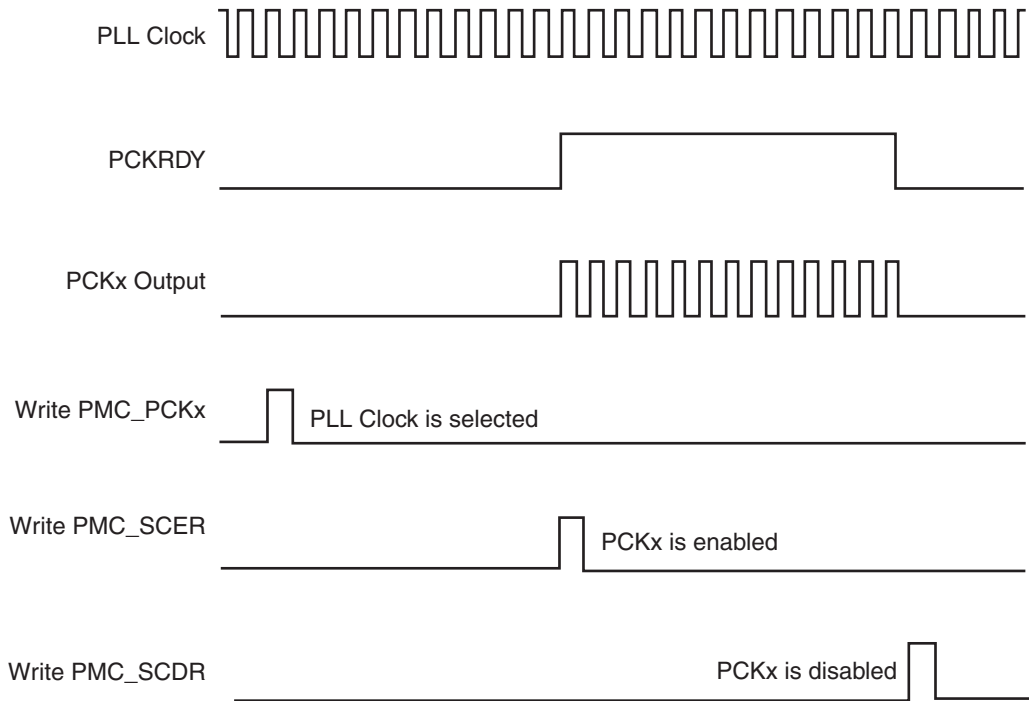 PLL Clock
PCKRDY
PCKx Output
Write PMC_PCKx
PLL Clock is selected
Write PMC_SCER
PCKx is enabled
Write PMC_SCDR
PCKx is disabled